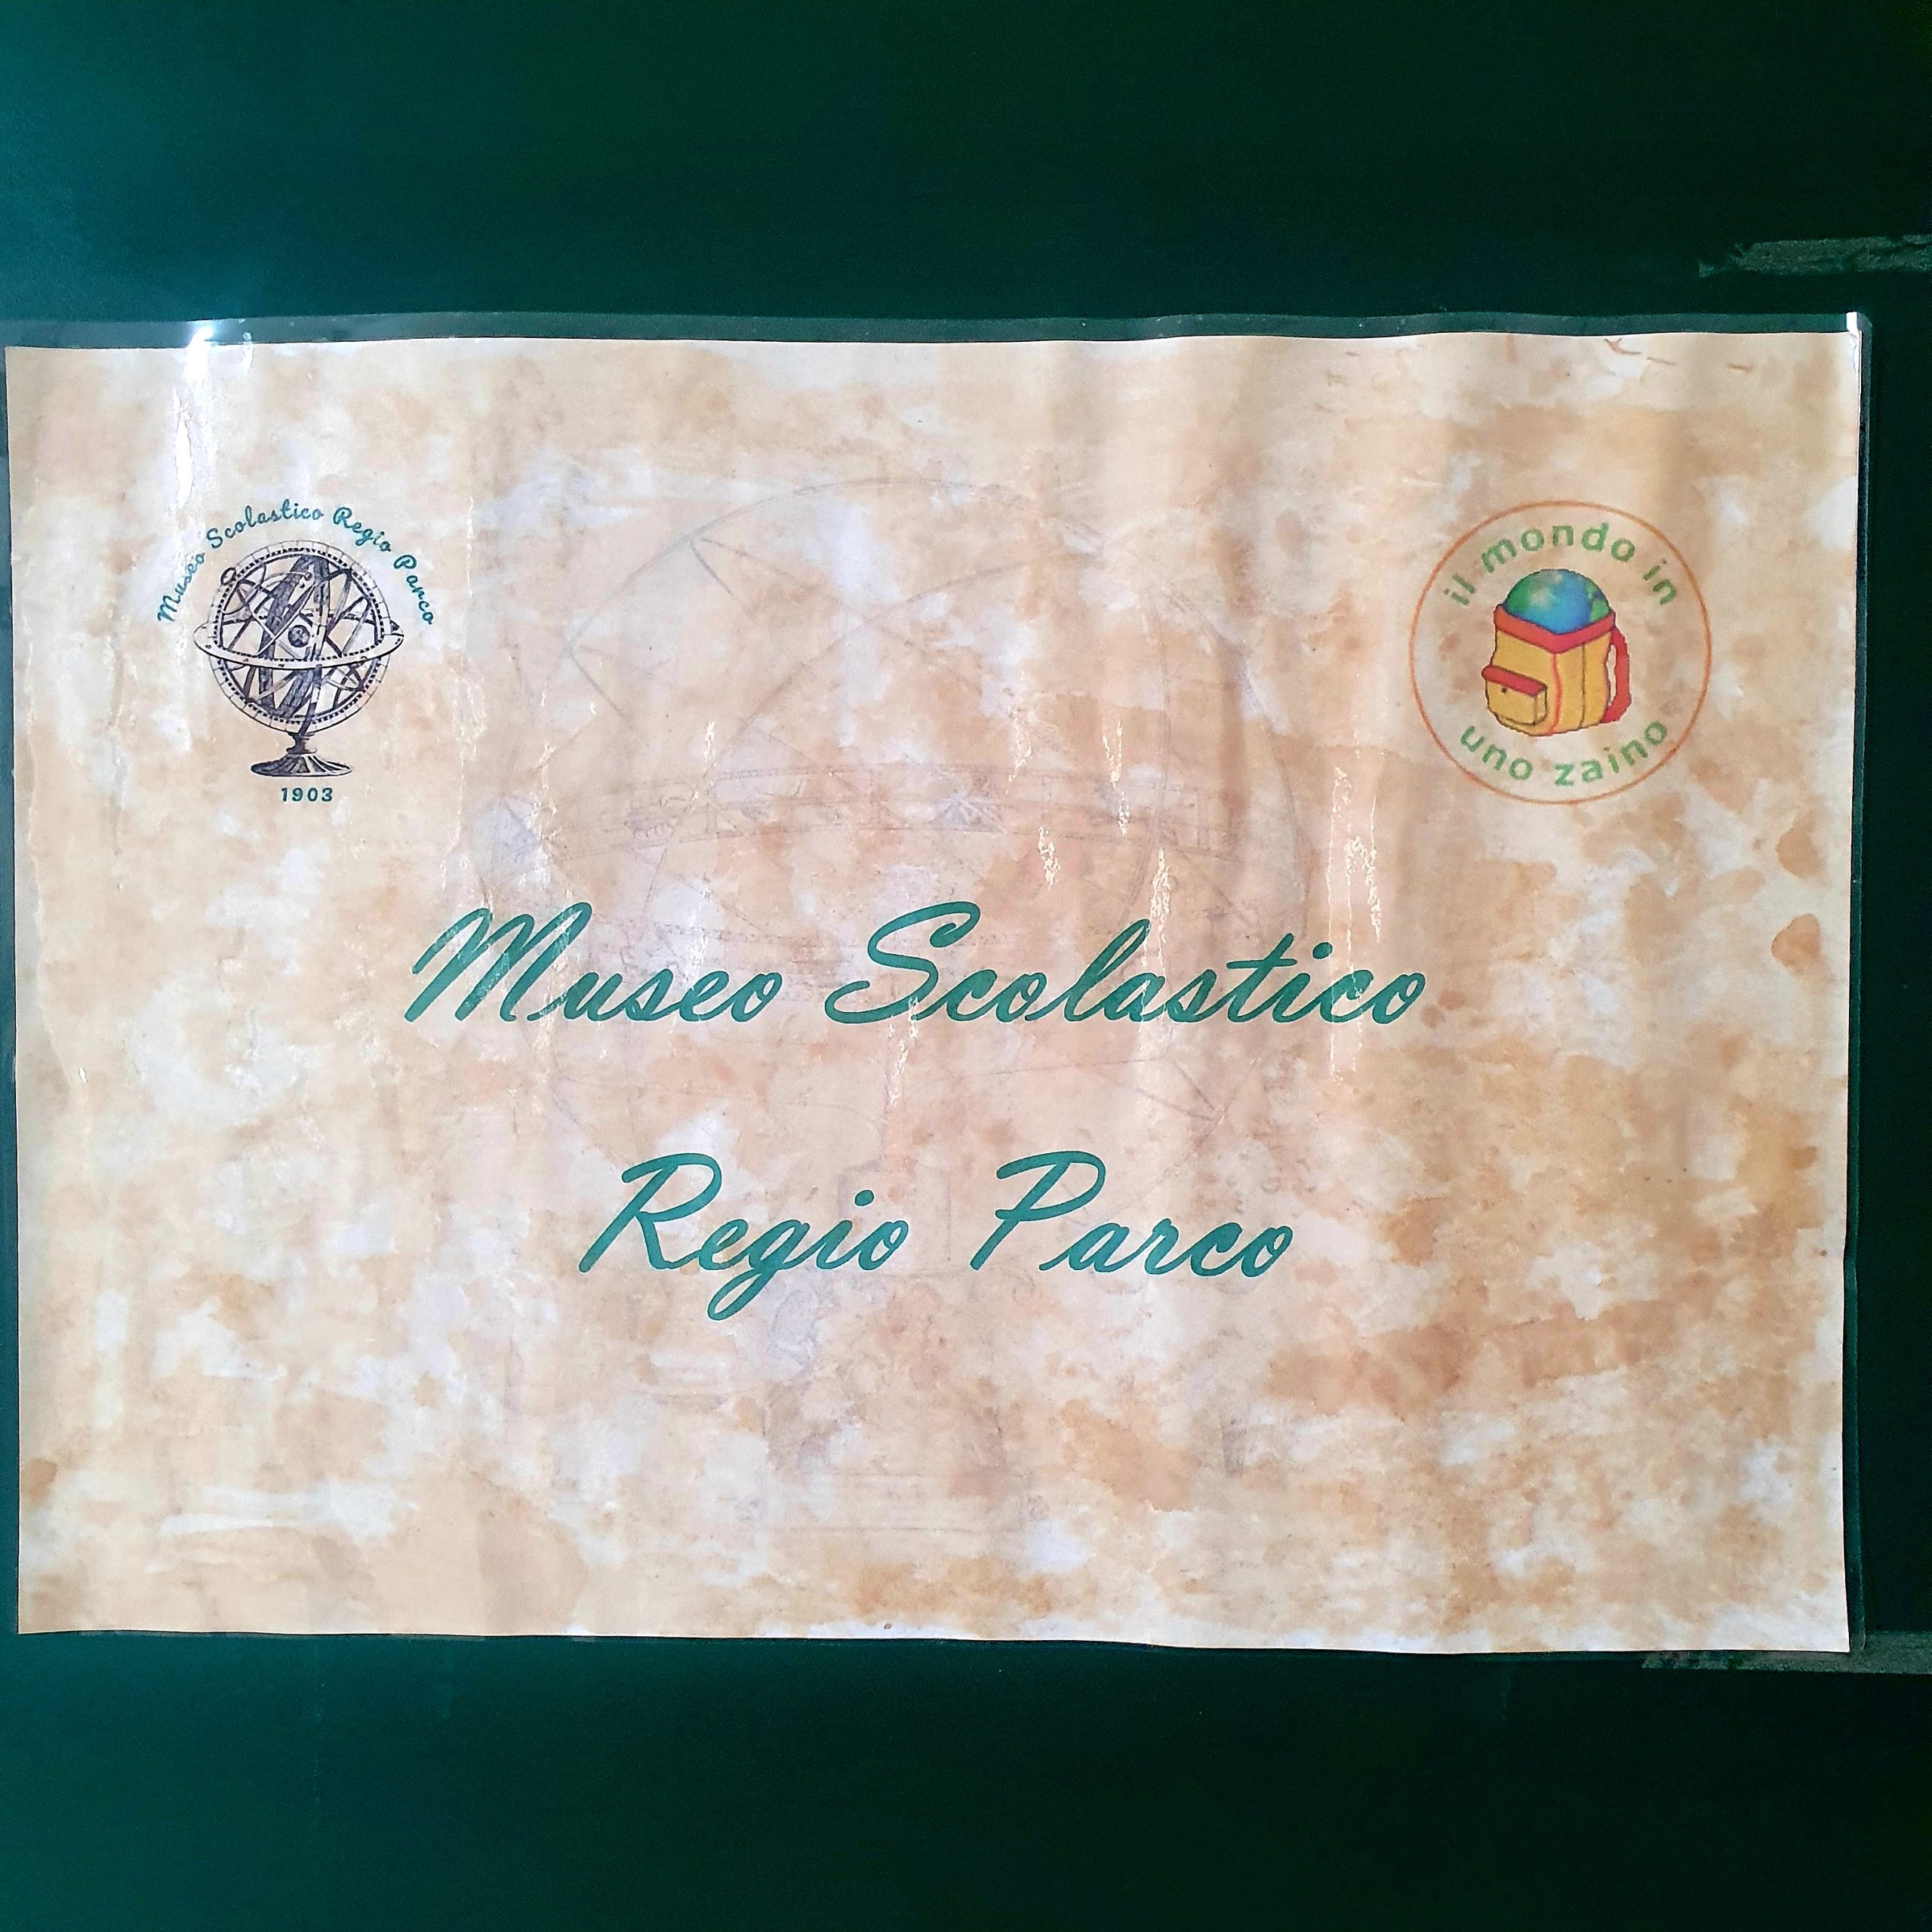 Museo Scolastico Regio Parco
1903
il mondo in
uno zaino
Museo Scolastico
Regio Parco